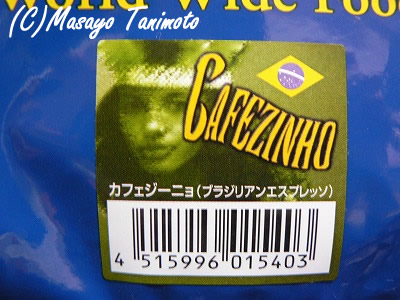 (C)Masayo Tanimoto
World Wide Foo
CAFEZINHO
カフェジーニョ(ブラジリアンエスプレッソ)
4 515996 015403